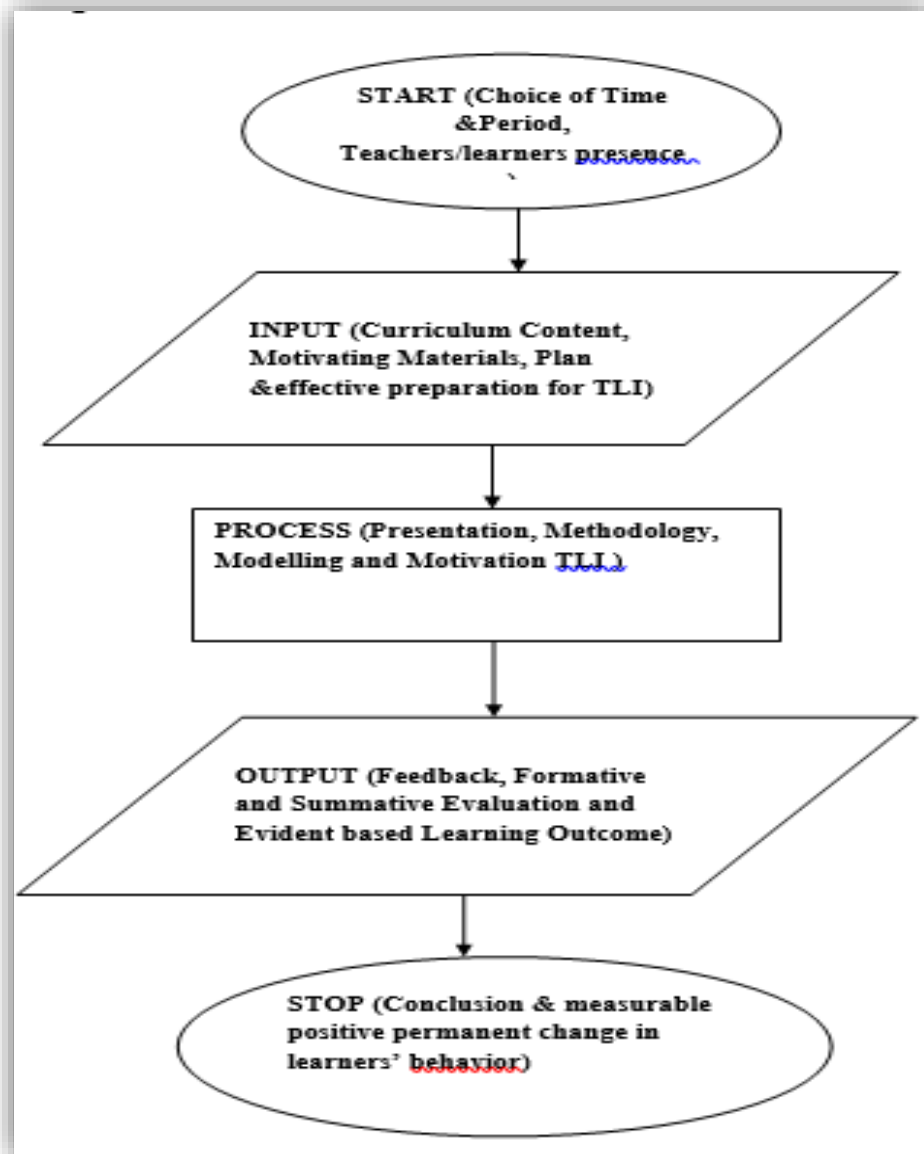 START (Choice of Time
&Period,
Teachers/learners presence
)
INPUT (Curriculum Content,
Motivating Materials, Plan
&effective preparation for TLI)
PROCESS (Presentation, Methodology,
Modelling and Motivation TLI )
OUTPUT (Feedback, Formative
and Summative Evaluation and
Evident based Learning Outcome)
STOP (Conclusion & measurable
positive permanent change in
learners’ behavior)